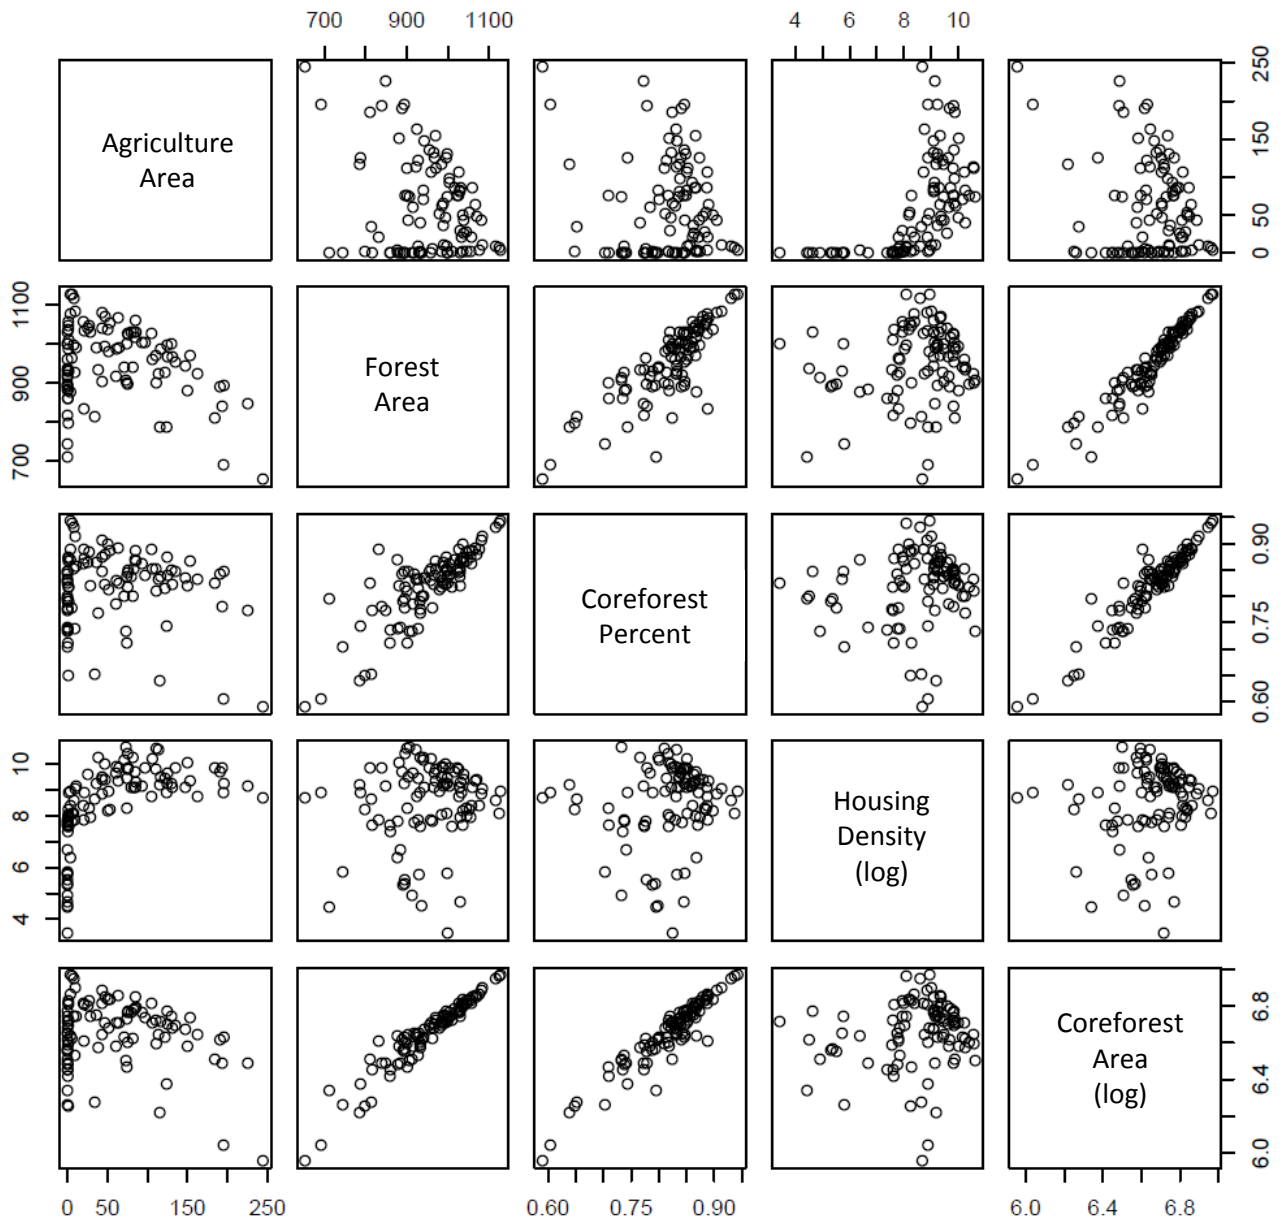 700 900 1100 4 6 8 10
Agriculture
Area
0 50 150 250
700 900 1100
Forest
Area
Coreforest
Percent
0.60 0.75 0.90
4 6 8 10
Housing
Density
(log)
Coreforest
Area
(log)
6.0 6.4 6.8
0 50 150 250 0.60 0.75 0.90 6.0 6.4 6.8